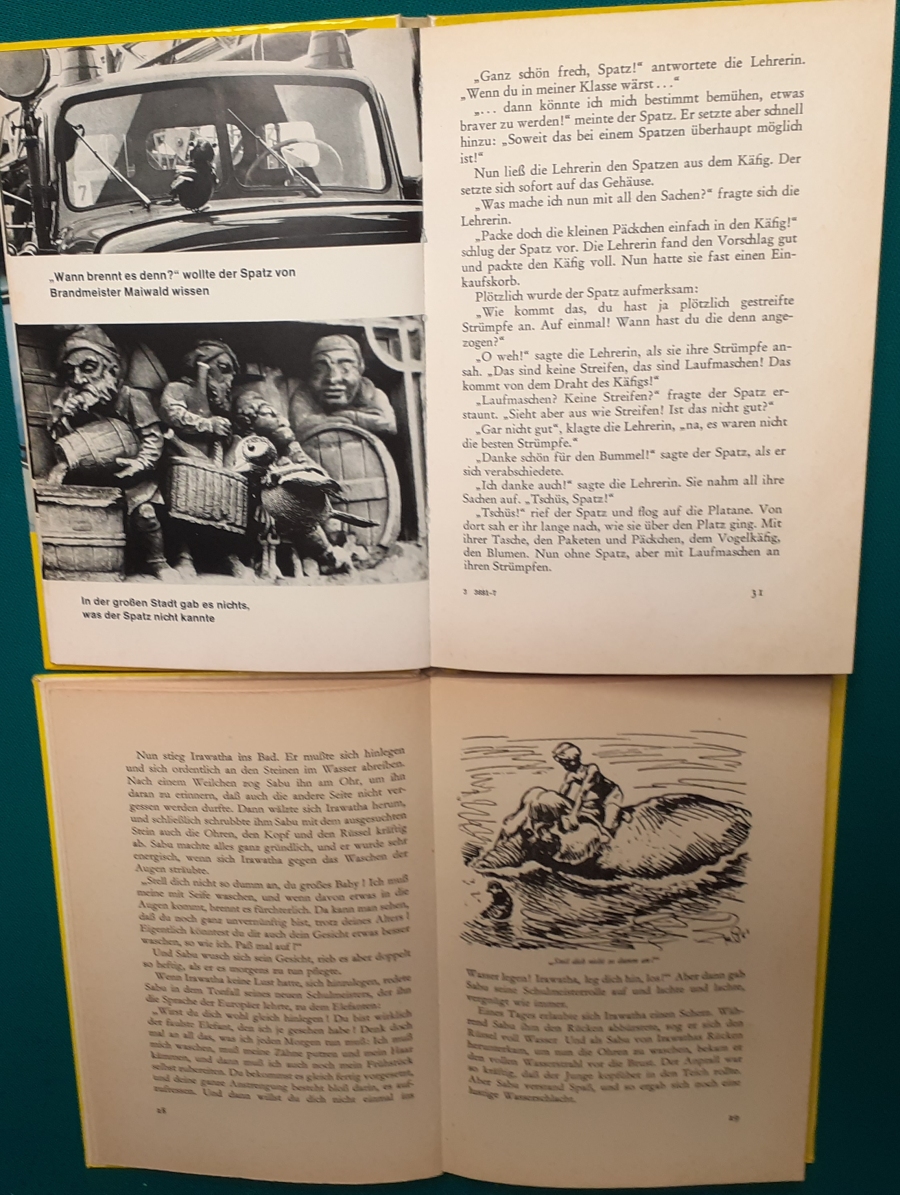 „Wann brennt es denn?“ wollte der Spatz von
Brandmeister Maiwald wissen
In der großen Stadt gab es nichts,
was der Spatz nicht kannte
„Ganz schön frech, Spatz!“ antwortete die Lehrerin.
„Wenn du in meiner Klasse wärst . . .“
„. . . dann könnte ich mich bestimmt bemühen, etwas
braver zu werden!“ meinte der Spatz. Er setzte aber schnell
hinzu: „Soweit das bei einem Spatzen überhaupt möglich
ist!“
Nun ließ die Lehrerin den Spatzen aus dem Käfig. Der
setzte sich sofort auf das Gehäuse.
„Was mache ich nun mit all den Sachen?“ fragte sich die
Lehrerin.
„Packe doch die kleinen Päckchen einfach in den Käfig!“
schlug der Spatz vor. Die Lehrerin fand den Vorschlag gut
und packte den Käfig voll. Nun hatte sie fast einen Ein-
kaufskorb.
Plötzlich wurde der Spatz aufmerksam:
„Wie kommt das, du hast ja plötzlich gestreifte
Strümpfe an. Auf einmal! Wann hast du die denn ange-
zogen?“
„O weh!“ sagte die Lehrerin, als sie ihre Strümpfe an-
sah. „Das sind keine Streifen, das sind Laufmaschen! Das
kommt von dem Draht des Käfigs!“
„Laufmaschen? Keine Streifen?“ fragte der Spatz er-
staunt. „Sieht aber aus wie Streifen! Ist das nicht gut?“
„Gar nicht gut“, klagte die Lehrerin, „na, es waren nicht
die besten Strümpfe.“
„Danke schön für den Bummel!“ sagte der Spatz, als er
sich verabschiedete.
„Ich danke auch!“ sagte die Lehrerin. Sie nahm all ihre
Sachen auf. „Tschüs, Spatz!“
„Tschüs!“ rief der Spatz und flog auf die Platane. Von
dort sah er ihr lange nach, wie sie über den Platz ging. Mit
ihrer Tasche, den Paketen und Päckchen, dem Vogelkäfig,
den Blumen. Nun ohne Spatz, aber mit Laufmaschen an
ihren Strümpfen.
31
Nun stieg Irawatha ins Bad. Er mußte sich hinlegen
und sich ordentlich an den Steinen im Wasser abreiben.
Nach einem Weilchen zog Sabu ihn am Ohr, um ihn
daran zu erinnern, daß auch die andere Seite nicht ver-
gessen werden durfte. Dann wälzte sich Irawatha herum,
und schließlich schrubbte ihm Sabu mit dem ausgesuchten
Stein auch die Ohren, den Kopf und den Rüssel kräftig
ab. Sabu machte alles ganz gründlich, und er wurde sehr
energisch, wenn sich Irawatha gegen das Waschen der
Augen sträubte.
„Stell dich nicht so dumm an, du großes Baby! Ich muß
meine mit Seife waschen, und wenn davon etwas in die
Augen kommt, brennt es fürchterlich. Da kann man sehen,
daß du noch ganz unvernünftig bist, trotz deines Alters!
Eigentlich könntest du dir auch dein Gesicht etwas besser
waschen, so wie ich. Paß mal auf!“
Und Sabu wusch sich sein Gesicht, rieb es aber doppelt
so heftig, als er es morgens zu tun pflegte.
Wenn Irawatha keine Lust hatte, sich hinzulegen, redete
Sabu in dem Tonfall seines neuen Schulmeisters, der ihn
die Sprache der Europäer lehrte, zu dem Elefanten:
„Wirst du dich wohl gleich hinlegen! Du bist wirklich
der faulste Elefant, den ich je gesehen habe! Denk doch
mal an all das, was ich jeden Morgen tun muß: Ich muß
mich waschen, muß meine Zähne putzen und mein Haar
kämmen, und dann muß ich auch noch mein Frühstück
selbst zubereiten. Du bekommst es gleich fertig vorgesetzt,
und deine ganze Anstrengung besteht bloß darin, es auf-
zufressen. Und dann willst du dich nicht einmal ins
28
„Stell dich nicht so dumm an!“
Wasser legen! Irawatha, leg dich hin, los!“ Aber dann gab
Sabu seine Schulmeisterrolle auf und lachte und lachte,
vergnügt wie immer.
Eines Tages erlaubte sich Irawatha einen Scherz. Wäh-
rend Sabu ihm den Rücken abbürstete, sog er sich den
Rüssel voll Wasser. Und als Sabu von Irawathas Rücken
herunterkam, um nun die Ohren zu waschen, bekam er
den vollen Wasserstrahl vor die Brust. Der Anprall war
so kräftig, daß der Junge kopfüber in den Teich rollte.
Aber Sabu verstand Spaß, und so ergab sich noch eine
lustige Wasserschlacht.
29